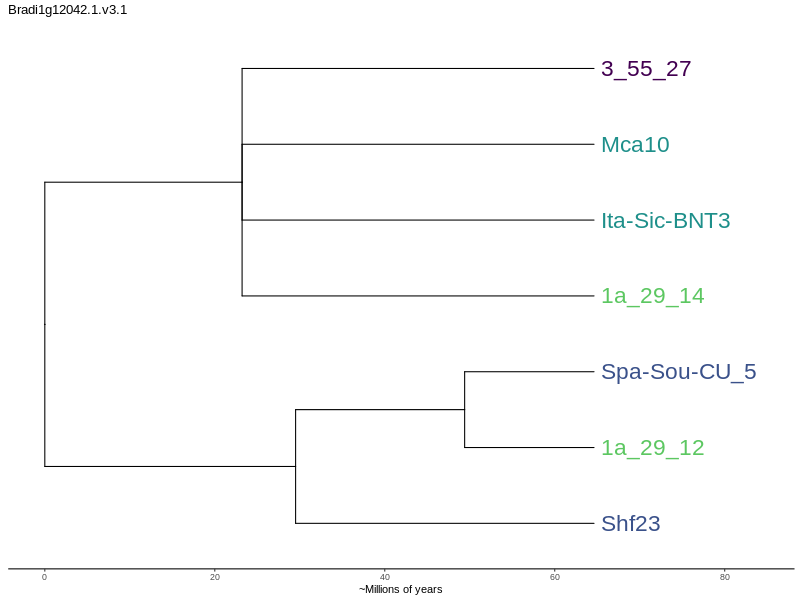 Bradi1g12042.1.v3.1
3_55_27
Mca10
Ita-Sic-BNT3
1a_29_14
Spa-Sou-CU_5
1a_29_12
Shf23
0 20 40 60 80
~Millions of years